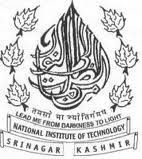 तमसो मा ज्योतिर्गमय
LEAD ME FROM DARKNESS TO LIGHT
NATIONAL INSTITUTE OF TECHNOLOGY
SRINAGAR KASHMIR